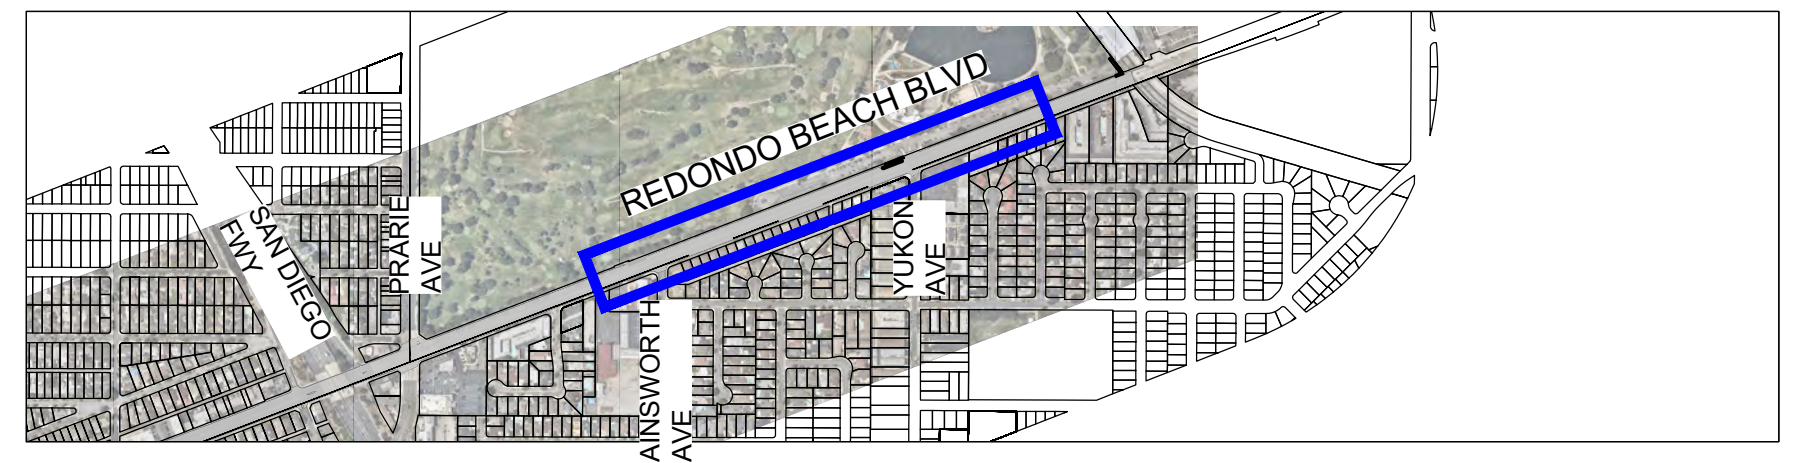 REDONDO BEACH BLVD
SAN DIEGO
FWY
PRARIE
AVE
YUKON
AVE
AINSWORTH
AVE